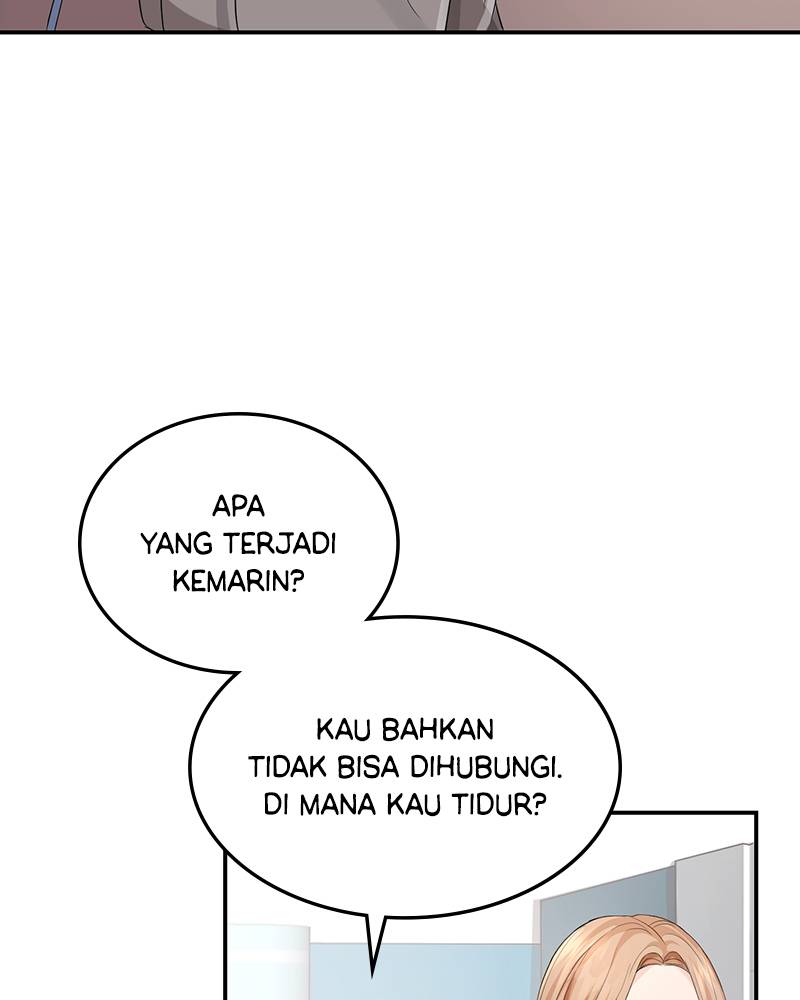 APA
YANG TERJADI
KEMARIN?
KAU BAHKAN
TIDAK BISA DIHUBUNGI.
DI MANA KAU TIDUR?